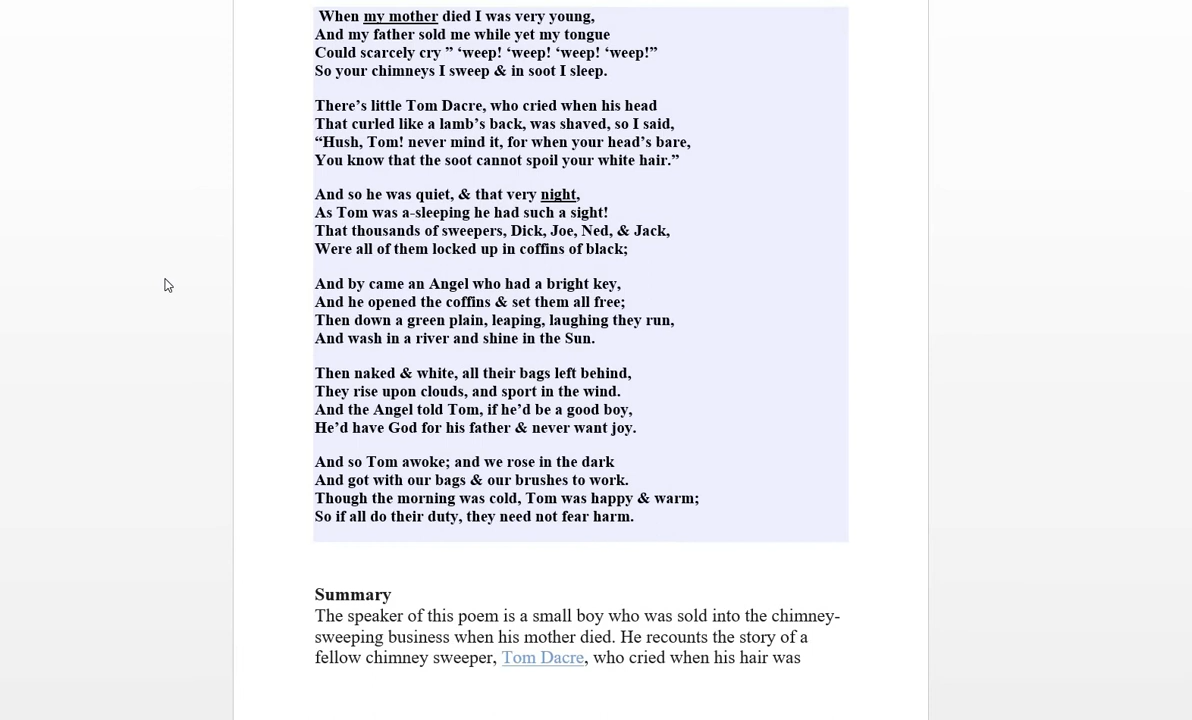 When my mother died I was very young,
And my father sold me while yet my tongue
Could scarcely cry ” ‘weep! ‘weep! ‘weep! ‘weep!”
So your chimneys I sweep & in soot I sleep.
There’s little Tom Dacre, who cried when his head
That curled like a lamb’s back, was shaved, so I said,
“Hush, Tom! never mind it, for when your head’s bare,
You know that the soot cannot spoil your white hair.”
And so he was quiet, & that very night,
As Tom was a-sleeping he had such a sight!
That thousands of sweepers, Dick, Joe, Ned, & Jack,
Were all of them locked up in coffins of black;
And by came an Angel who had a bright key,
And he opened the coffins & set them all free;
Then down a green plain, leaping, laughing they run,
And wash in a river and shine in the Sun.
Then naked & white, all their bags left behind,
They rise upon clouds, and sport in the wind.
And the Angel told Tom, if he’d be a good boy,
He’d have God for his father & never want joy.
And so Tom awoke; and we rose in the dark
And got with our bags & our brushes to work.
Though the morning was cold, Tom was happy & warm;
So if all do their duty, they need not fear harm.
Summary
The speaker of this poem is a small boy who was sold into the chimney-
sweeping business when his mother died. He recounts the story of a
fellow chimney sweeper, Tom Dacre, who cried when his hair was